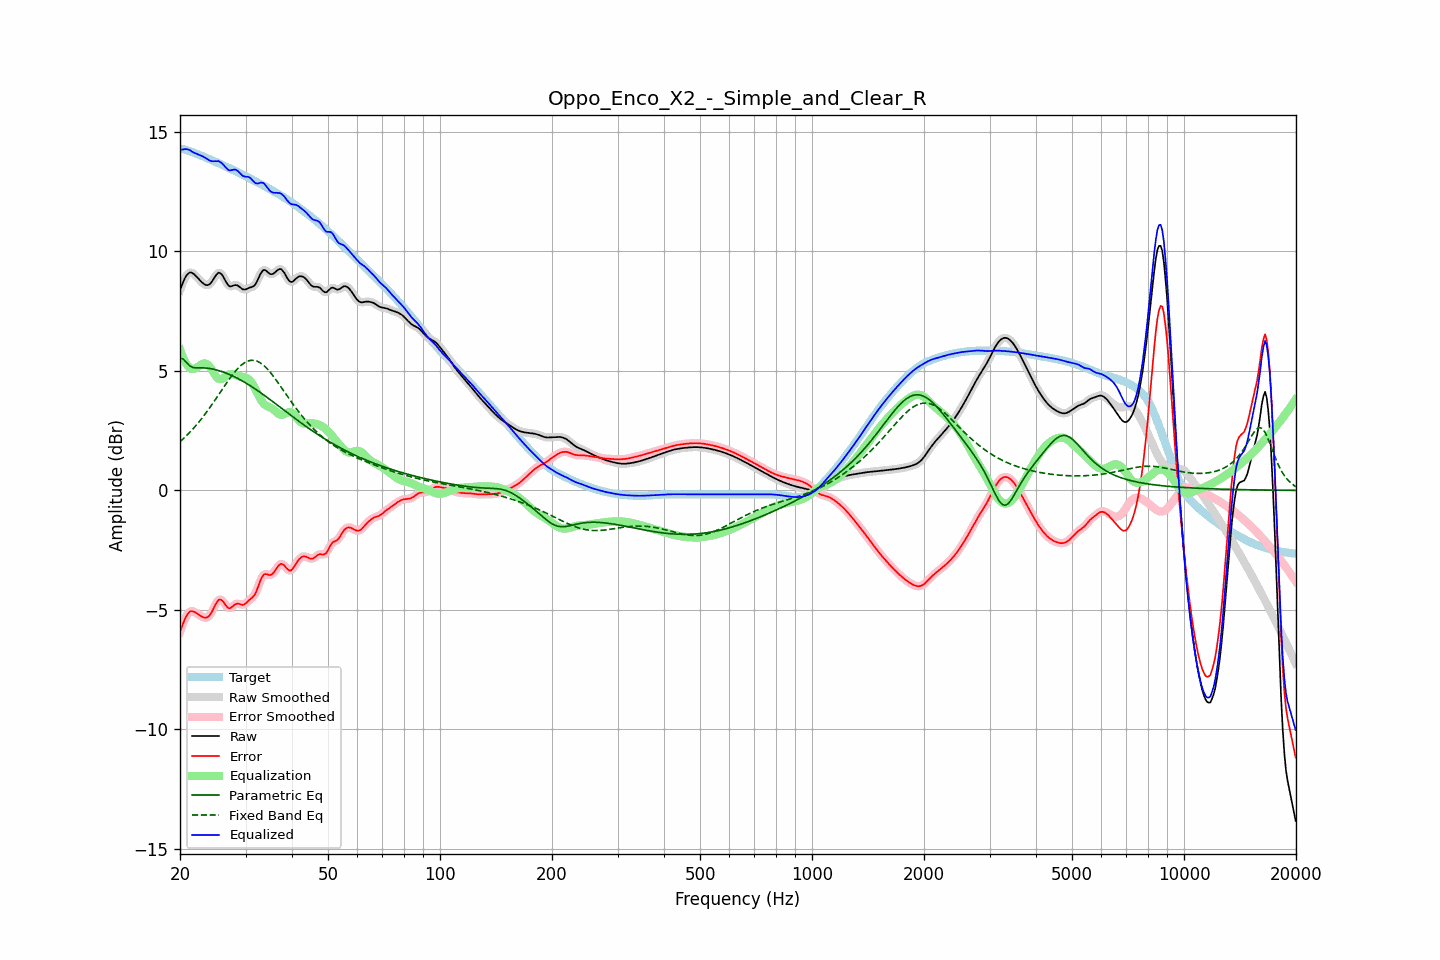 Oppo_Enco_X2_-_Simple_and_Clear_R
15
10
5
0
−5
−10
−15
Amplitude (dBr)
Target
Raw Smoothed
Error Smoothed
Raw
Error
Equalization
Parametric Eq
Fixed Band Eq
Equalized
20 50 100 200 500 1000 2000 5000 10000 20000
Frequency (Hz)